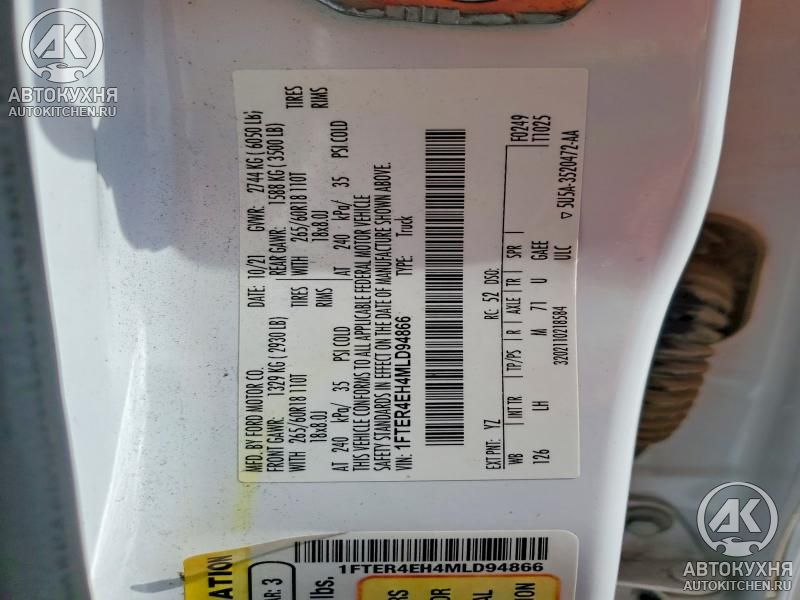 АВТОКУХНЯ
AUTOKITCHEN.RU
MFD. BY FORD MOTOR CO.
DATE: 10/21 GVWR: 2744 KG ( 6050 LB)
FRONT GAWR: 1329 KG ( 2930 LB)
REAR GAWR: 1588 KG ( 3500 LB)
WITH 265/60R18 110T TIRES
WITH 265/60R18 110T TIRES
18x8.0J RIMS
18x8.0J RIMS
AT 240 kPa/ 35 PSI COLD
AT 240 kPa/ 35 PSI COLD
THIS VEHICLE CONFORMS TO ALL APPLICABLE FEDERAL MOTOR VEHICLE
SAFETY STANDARDS IN EFFECT ON THE DATE OF MANUFACTURE SHOWN ABOVE.
VIN: 1FTER4EH4MLD94866 TYPE: Truck
EXT PNT: YZ RC: 52 DSO: F0249
WB INT TR TP/PS R AXLE TR SPR T1025
126 LH M 71 U GAEE
3202110218584 ULC ▽ 5U5A-3520472-AA
1FTER4EH4MLD94866
ATION
AR: 3
lbs.
АВТОКУХНЯ
AUTOKITCHEN.RU